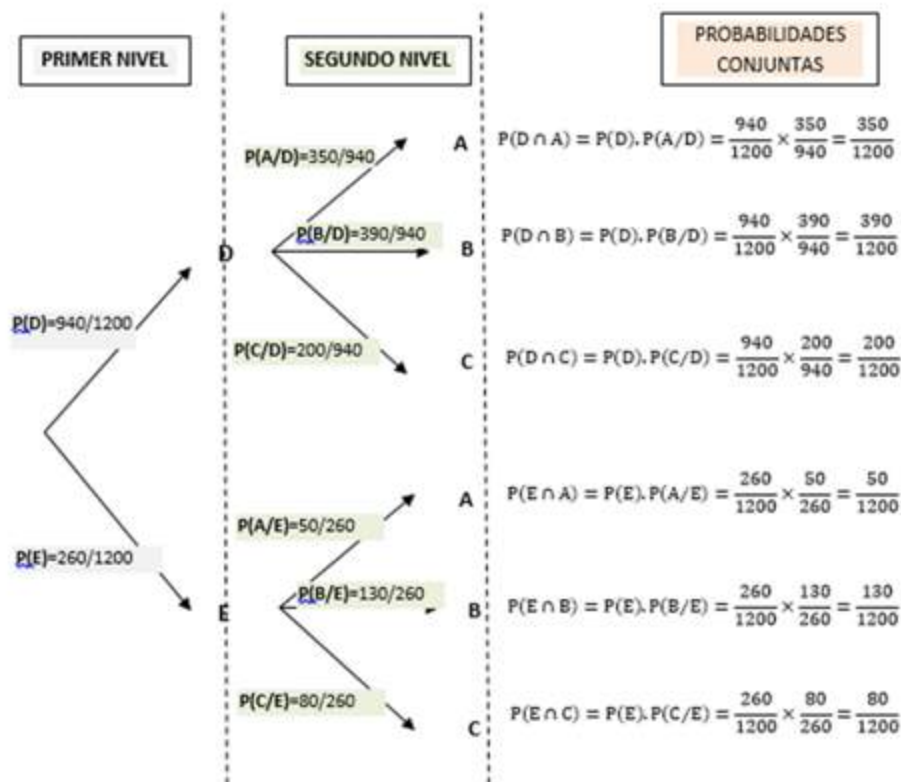 PRIMER NIVEL
SEGUNDO NIVEL
PROBABILIDADES
CONJUNTAS
P(A/D)=350/940
A
P(D ∩ A) = P(D). P(A/D) = 940/1200 × 350/940 = 350/1200
P(B/D)=390/940
D
B
P(D ∩ B) = P(D). P(B/D) = 940/1200 × 390/940 = 390/1200
P(D)=940/1200
P(C/D)=200/940
C
P(D ∩ C) = P(D). P(C/D) = 940/1200 × 200/940 = 200/1200
P(A/E)=50/260
A
P(E ∩ A) = P(E). P(A/E) = 260/1200 × 50/260 = 50/1200
P(E)=260/1200
P(B/E)=130/260
E
B
P(E ∩ B) = P(E). P(B/E) = 260/1200 × 130/260 = 130/1200
P(C/E)=80/260
C
P(E ∩ C) = P(E). P(C/E) = 260/1200 × 80/260 = 80/1200